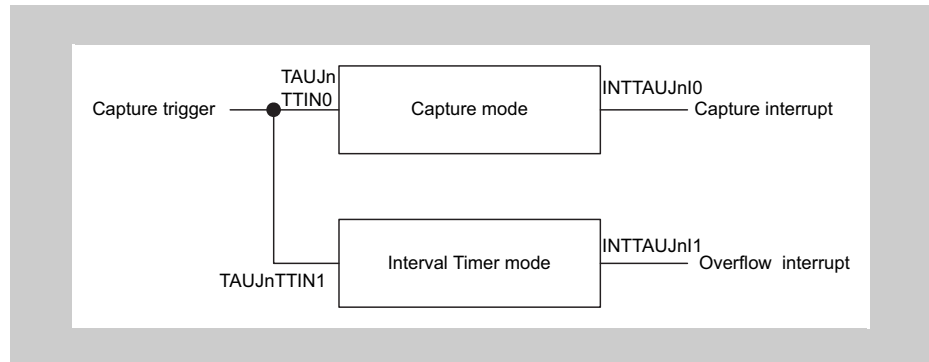 TAUJn
TTIN0
Capture trigger
Capture mode
INTTAUJnI0
Capture interrupt
TAUJnTTIN1
Interval Timer mode
INTTAUJnI1
Overflow interrupt